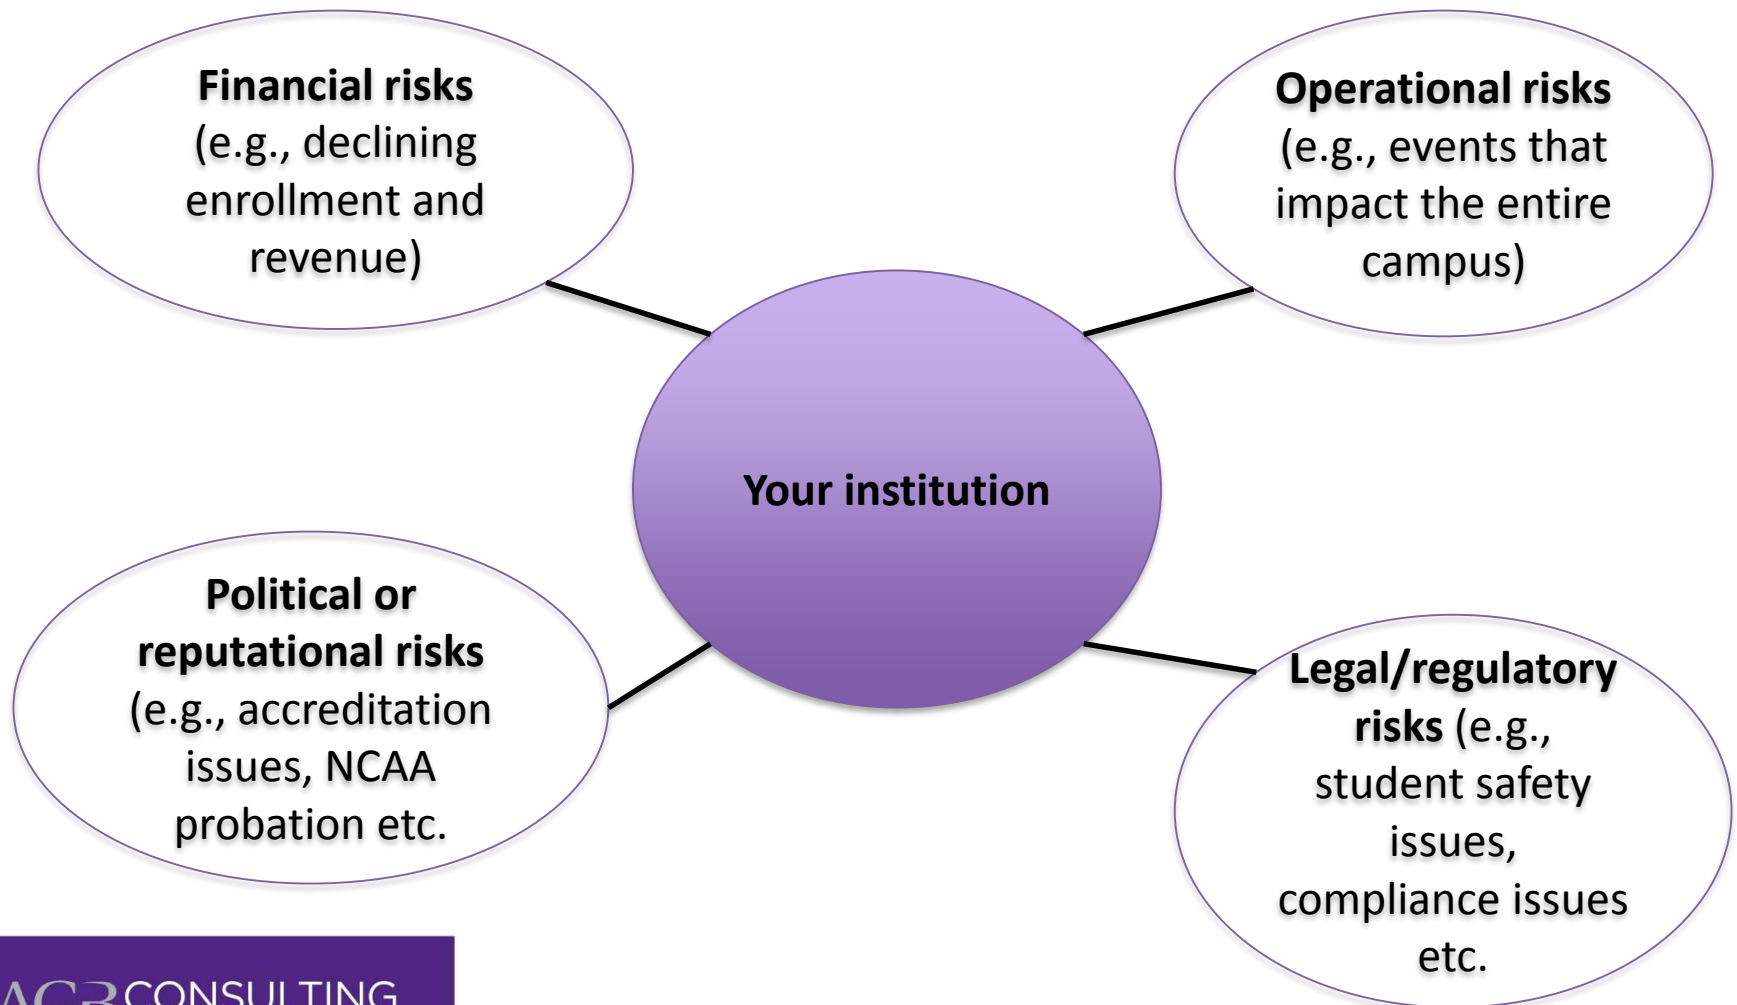 Financial risks
(e.g., declining
enrollment and
revenue)
Operational risks
(e.g., events that
impact the entire
campus)
Your institution
Political or
reputational risks
(e.g., accreditation
issues, NCAA
probation etc.
Legal/regulatory
risks (e.g.,
student safety
issues,
compliance issues
etc.
CONSULTING